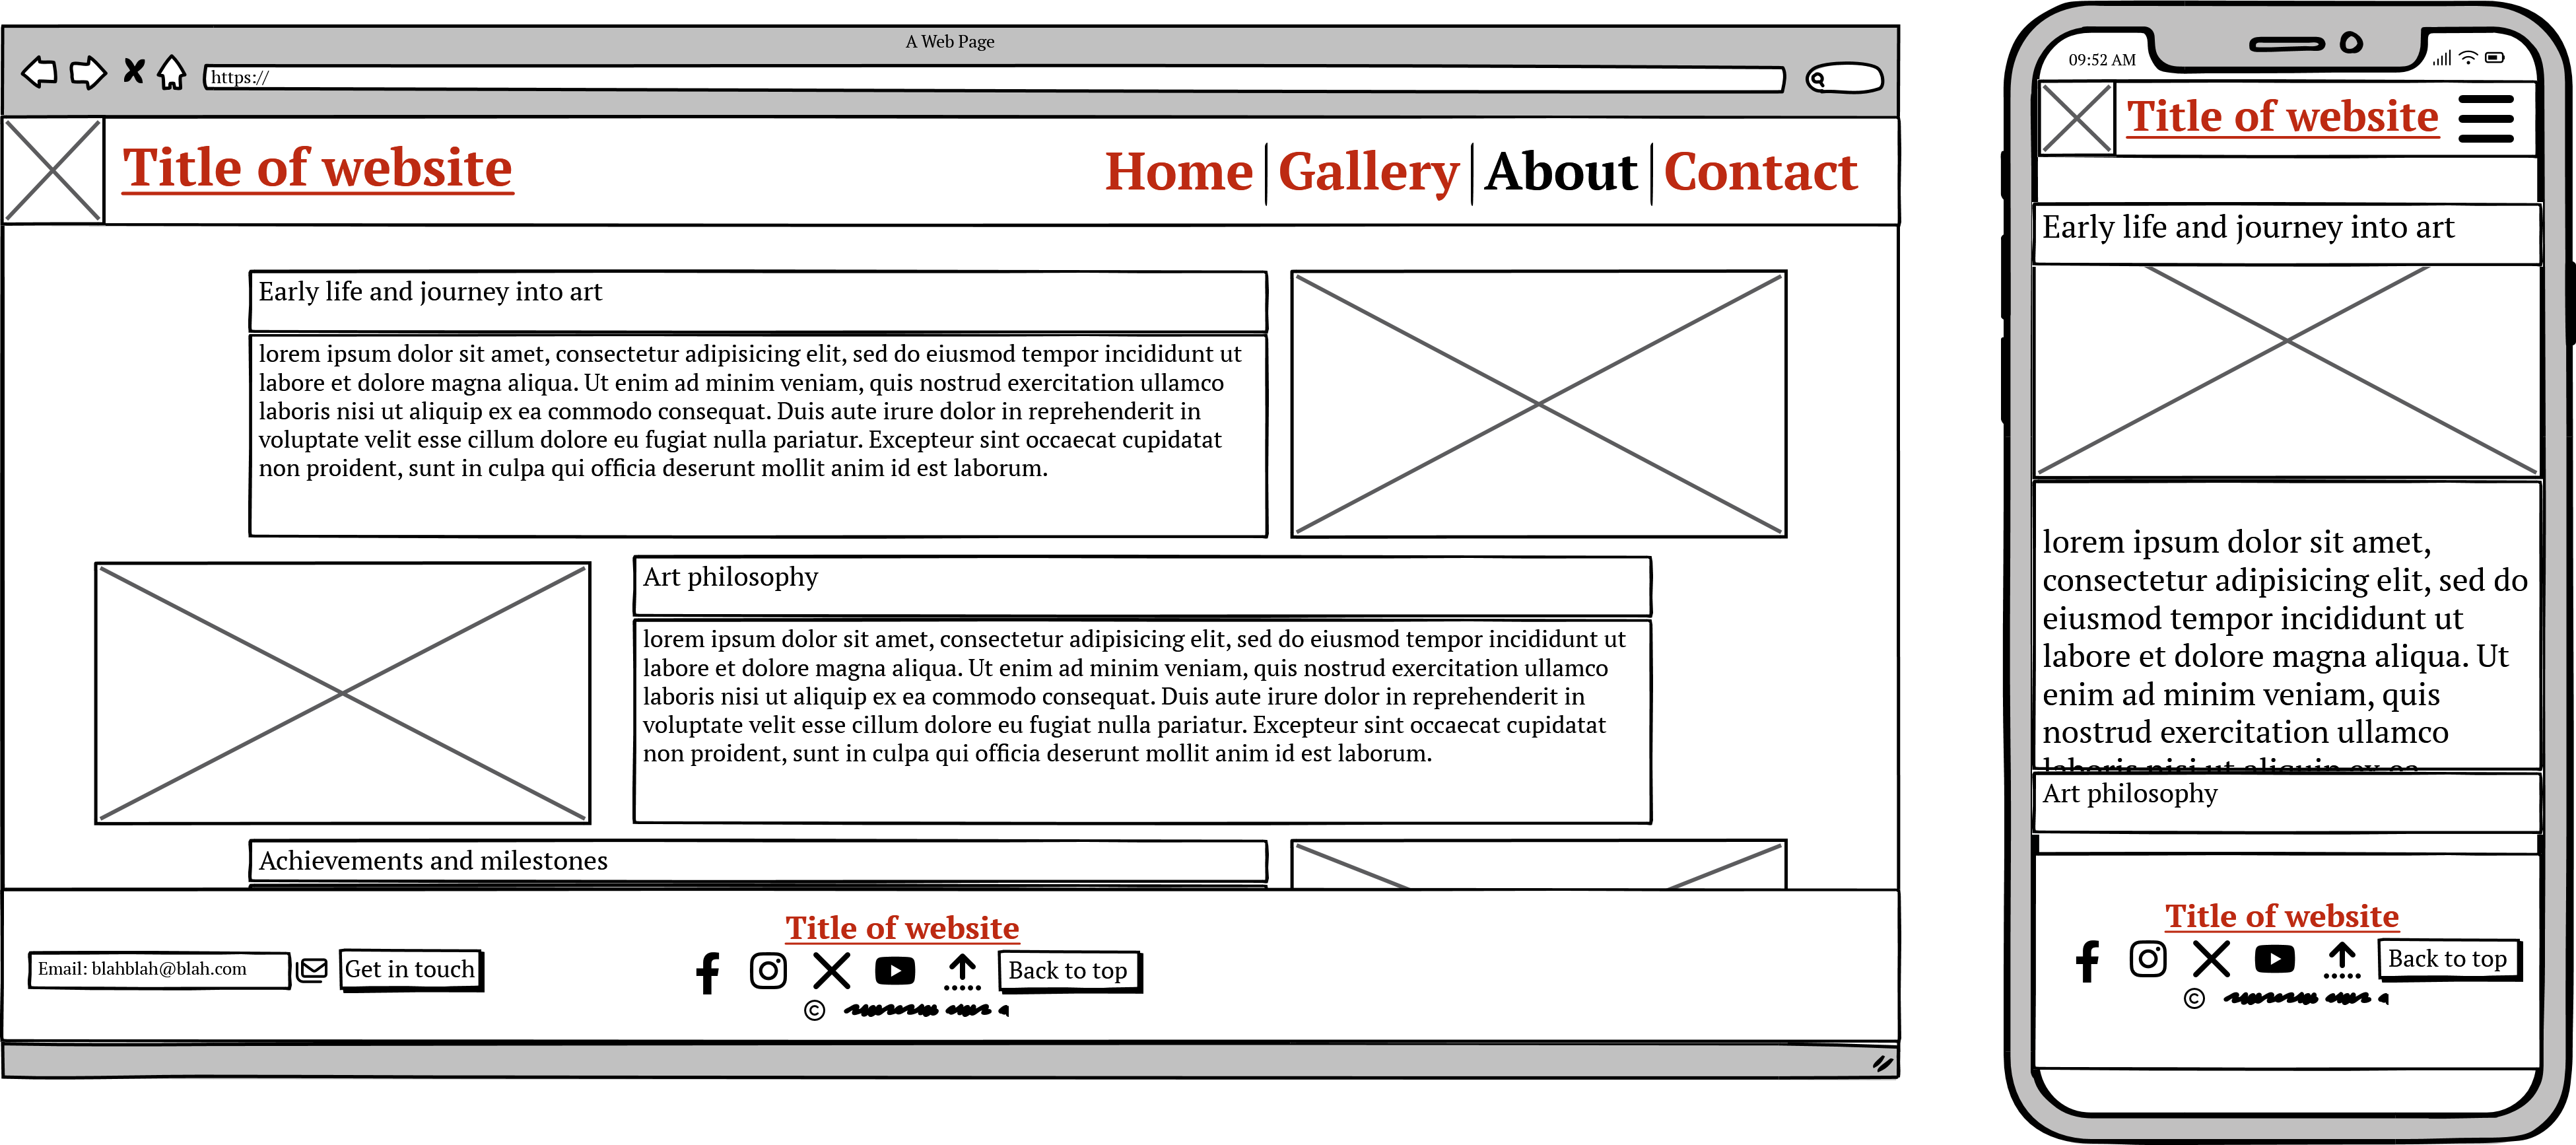 A Web Page
https://
Title of website
Home Gallery About Contact
Early life and journey into art
lorem ipsum dolor sit amet, consectetur adipisicing elit, sed do eiusmod tempor incididunt ut
labore et dolore magna aliqua. Ut enim ad minim veniam, quis nostrud exercitation ullamco
laboris nisi ut aliquip ex ea commodo consequat. Duis aute irure dolor in reprehenderit in
voluptate velit esse cillum dolore eu fugiat nulla pariatur. Excepteur sint occaecat cupidatat
non proident, sunt in culpa qui officia deserunt mollit anim id est laborum.
Art philosophy
lorem ipsum dolor sit amet, consectetur adipisicing elit, sed do eiusmod tempor incididunt ut
labore et dolore magna aliqua. Ut enim ad minim veniam, quis nostrud exercitation ullamco
laboris nisi ut aliquip ex ea commodo consequat. Duis aute irure dolor in reprehenderit in
voluptate velit esse cillum dolore eu fugiat nulla pariatur. Excepteur sint occaecat cupidatat
non proident, sunt in culpa qui officia deserunt mollit anim id est laborum.
Achievements and milestones
Email: blahblah@blah.com
Get in touch
Title of website
Back to top
©
09:52 AM
Title of website
Early life and journey into art
lorem ipsum dolor sit amet,
consectetur adipisicing elit, sed do
eiusmod tempor incididunt ut
labore et dolore magna aliqua. Ut
enim ad minim veniam, quis
nostrud exercitation ullamco
laboris nisi ut aliquip ex ea
Art philosophy
Title of website
Back to top
©